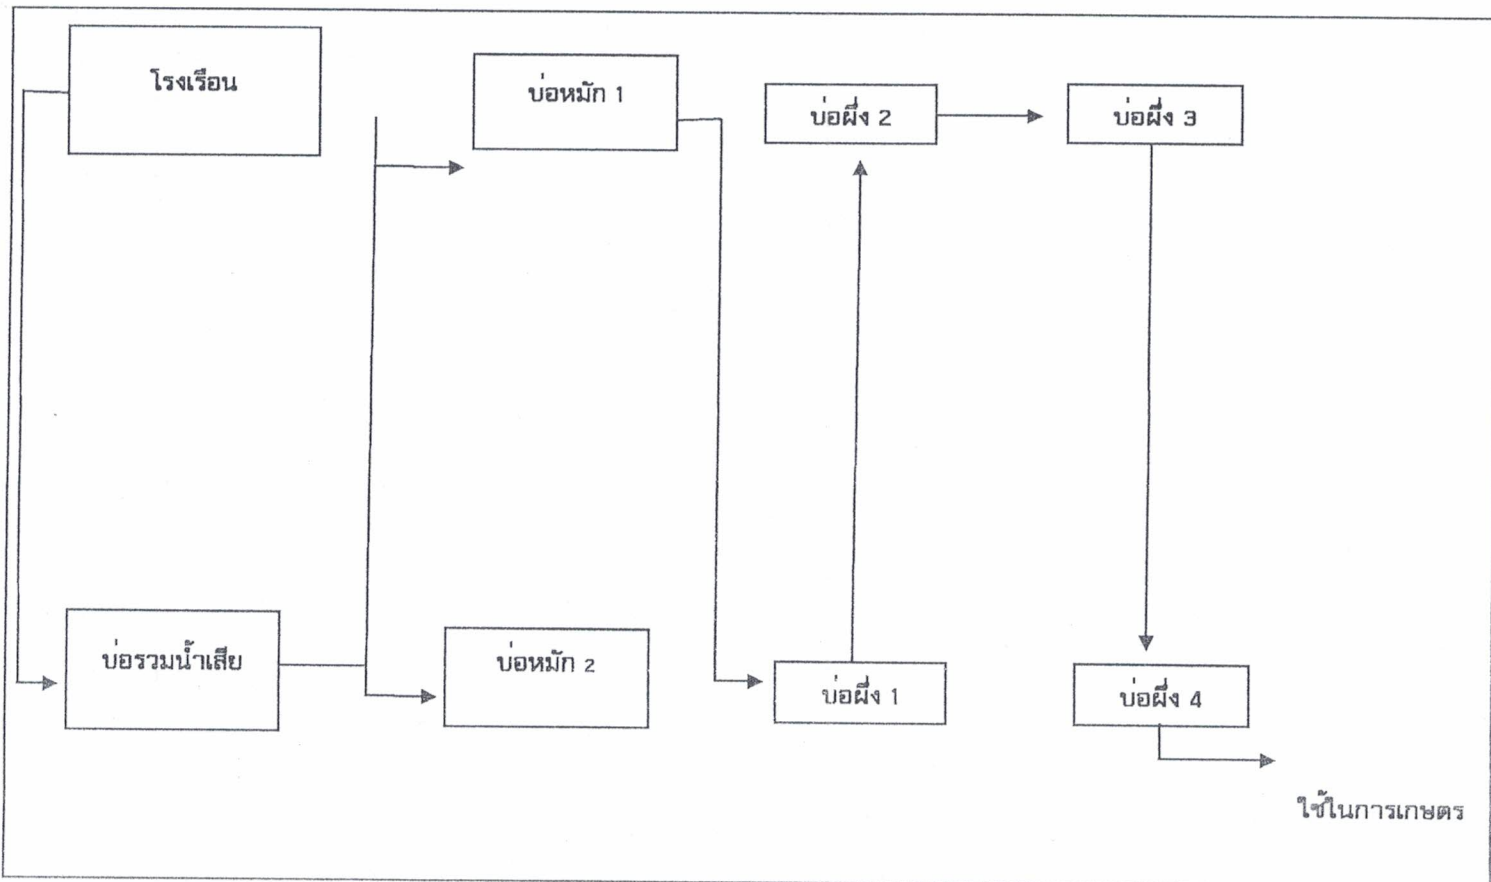 โรงเรือน
บ่อหมัก 1
บ่อผึ่ง 2
บ่อผึ่ง 3
บ่อรวมน้ำเสีย
บ่อหมัก 2
บ่อผึ่ง 1
บ่อผึ่ง 4
ใช้ในการเกษตร